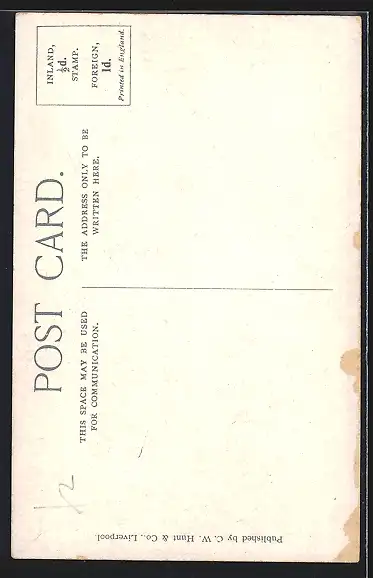 POST CARD.
THIS SPACE MAY BE USED
FOR COMMUNICATION.
THE ADDRESS ONLY TO BE
WRITTEN HERE.
INLAND,
½d.
STAMP.
FOREIGN,
1d.
Printed in England.
Published by C. W. Hunt & Co., Liverpool.